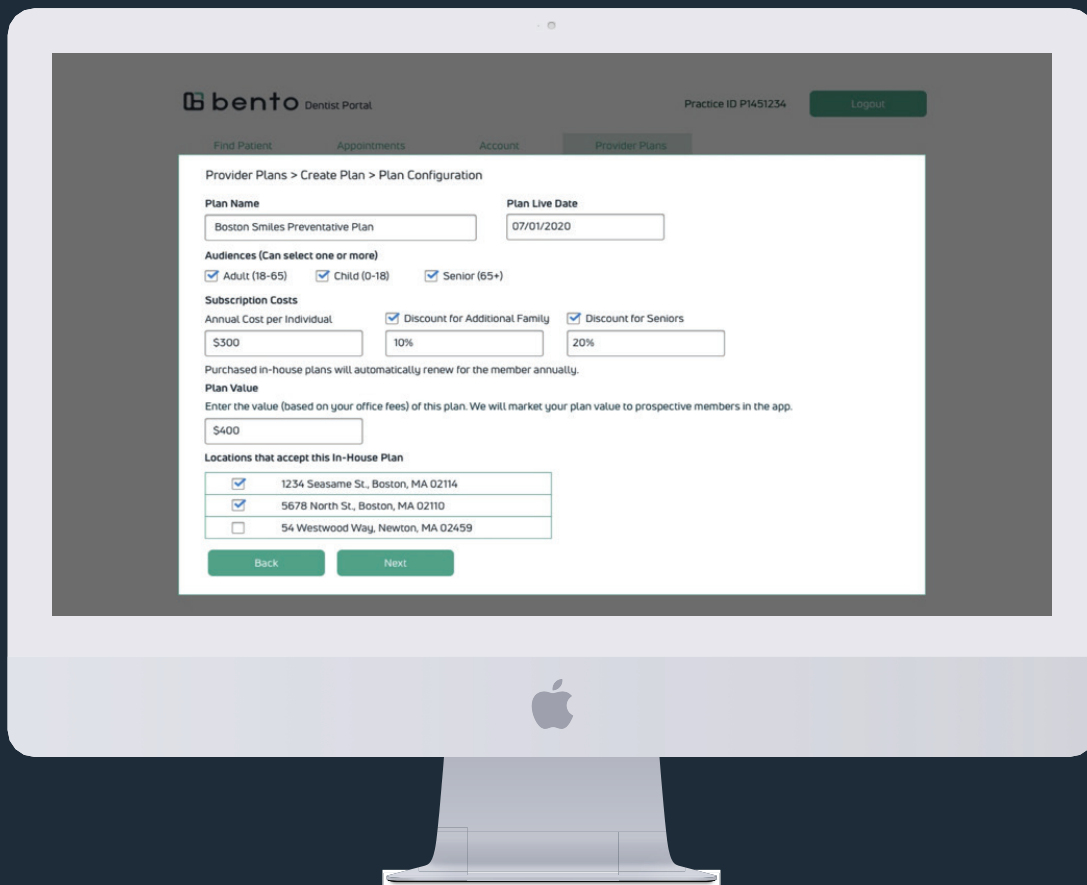 bento Dentist Portal Practice ID P1451234 Logout
Find Patient Appointments Account Provider Plans
Provider Plans > Create Plan > Plan Configuration
Plan Name Plan Live Date
Boston Smiles Preventative Plan 07/01/2020
Audiences (Can select one or more)
Adult (18-65) Child (0-18) Senior (65+)
Subscription Costs
Annual Cost per Individual Discount for Additional Family Discount for Seniors
$300 10% 20%
Purchased in-house plans will automatically renew for the member annually.
Plan Value
Enter the value (based on your office fees) of this plan. We will market your plan value to prospective members in the app.
$400
Locations that accept this In-House Plan
1234 Seasame St., Boston, MA 02114
5678 North St., Boston, MA 02110
54 Westwood Way, Newton, MA 02459
Back Next